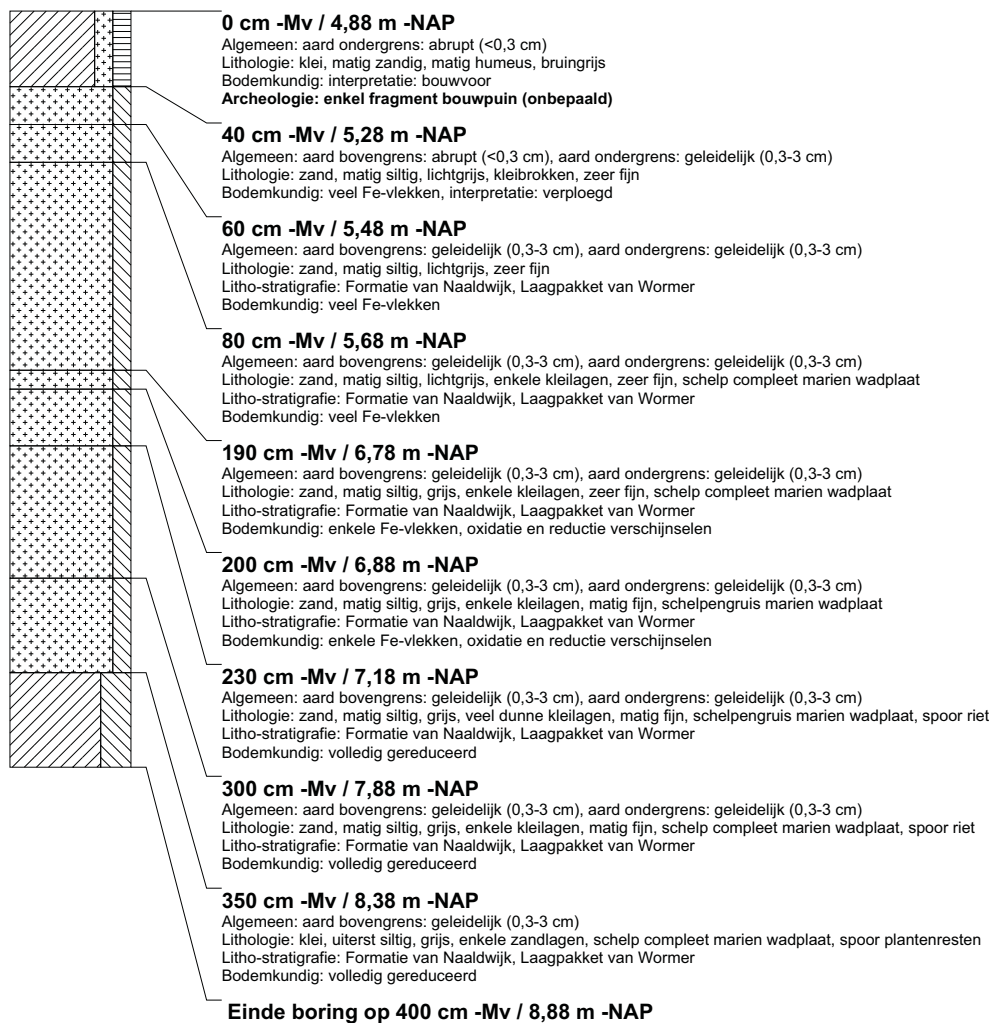 0 cm -Mv / 4,88 m -NAP
Algemeen: aard ondergrens: abrupt (<0,3 cm)
Lithologie: klei, matig zandig, matig humeus, bruingrijs
Bodemkundig: interpretatie: bouwvoor
Archeologie: enkel fragment bouwpuin (onbepaald)
40 cm -Mv / 5,28 m -NAP
Algemeen: aard bovengrens: abrupt (<0,3 cm), aard ondergrens: geleidelijk (0,3-3 cm)
Lithologie: zand, matig siltig, lichtgrijs, kleibrokken, zeer fijn
Bodemkundig: veel Fe-vlekken, interpretatie: verploegd
60 cm -Mv / 5,48 m -NAP
Algemeen: aard bovengrens: geleidelijk (0,3-3 cm), aard ondergrens: geleidelijk (0,3-3 cm)
Lithologie: zand, matig siltig, lichtgrijs, zeer fijn
Litho-stratigrafie: Formatie van Naaldwijk, Laagpakket van Wormer
Bodemkundig: veel Fe-vlekken
80 cm -Mv / 5,68 m -NAP
Algemeen: aard bovengrens: geleidelijk (0,3-3 cm), aard ondergrens: geleidelijk (0,3-3 cm)
Lithologie: zand, matig siltig, lichtgrijs, enkele kleilagen, zeer fijn, schelp compleet marien wadplaat
Litho-stratigrafie: Formatie van Naaldwijk, Laagpakket van Wormer
Bodemkundig: veel Fe-vlekken
190 cm -Mv / 6,78 m -NAP
Algemeen: aard bovengrens: geleidelijk (0,3-3 cm), aard ondergrens: geleidelijk (0,3-3 cm)
Lithologie: zand, matig siltig, grijs, enkele kleilagen, zeer fijn, schelp compleet marien wadplaat
Litho-stratigrafie: Formatie van Naaldwijk, Laagpakket van Wormer
Bodemkundig: enkele Fe-vlekken, oxidatie en reductie verschijnselen
200 cm -Mv / 6,88 m -NAP
Algemeen: aard bovengrens: geleidelijk (0,3-3 cm), aard ondergrens: geleidelijk (0,3-3 cm)
Lithologie: zand, matig siltig, grijs, enkele kleilagen, matig fijn, schelpengruis marien wadplaat
Litho-stratigrafie: Formatie van Naaldwijk, Laagpakket van Wormer
Bodemkundig: enkele Fe-vlekken, oxidatie en reductie verschijnselen
230 cm -Mv / 7,18 m -NAP
Algemeen: aard bovengrens: geleidelijk (0,3-3 cm), aard ondergrens: geleidelijk (0,3-3 cm)
Lithologie: zand, matig siltig, grijs, veel dunne kleilagen, matig fijn, schelpengruis marien wadplaat, spoor riet
Litho-stratigrafie: Formatie van Naaldwijk, Laagpakket van Wormer
Bodemkundig: volledig gereduceerd
300 cm -Mv / 7,88 m -NAP
Algemeen: aard bovengrens: geleidelijk (0,3-3 cm), aard ondergrens: geleidelijk (0,3-3 cm)
Lithologie: zand, matig siltig, grijs, enkele kleilagen, matig fijn, schelp compleet marien wadplaat, spoor riet
Litho-stratigrafie: Formatie van Naaldwijk, Laagpakket van Wormer
Bodemkundig: volledig gereduceerd
350 cm -Mv / 8,38 m -NAP
Algemeen: aard bovengrens: geleidelijk (0,3-3 cm)
Lithologie: klei, uiterst siltig, grijs, enkele zandlagen, schelp compleet marien wadplaat, spoor plantenresten
Litho-stratigrafie: Formatie van Naaldwijk, Laagpakket van Wormer
Bodemkundig: volledig gereduceerd
Einde boring op 400 cm -Mv / 8,88 m -NAP